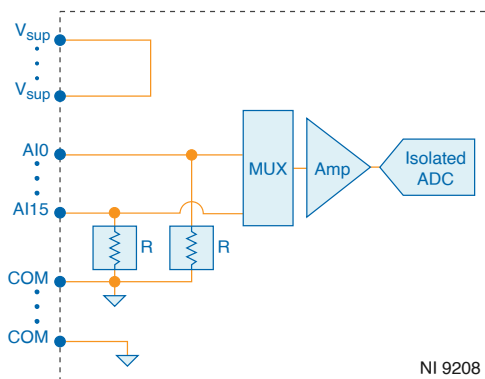 Vsup
Vsup
AI0
MUX
Amp
Isolated
ADC
AI15
R
R
COM
COM
NI 9208